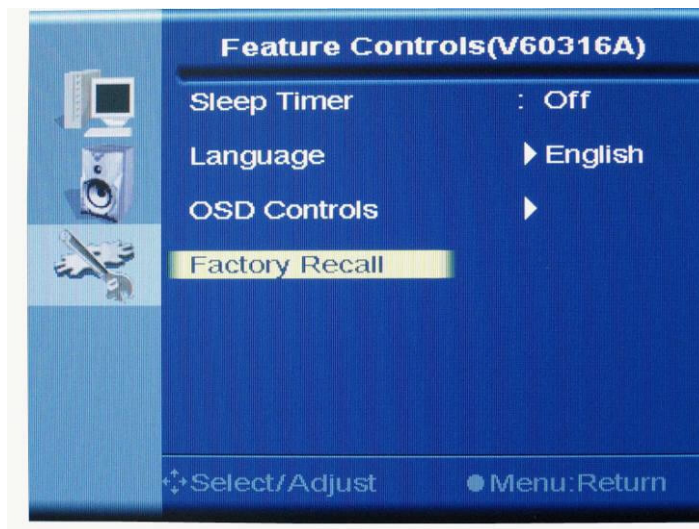 Feature Controls(V60316A)
Sleep Timer : Off
Language English
OSD Controls
Factory Recall
Select/Adjust Menu:Return